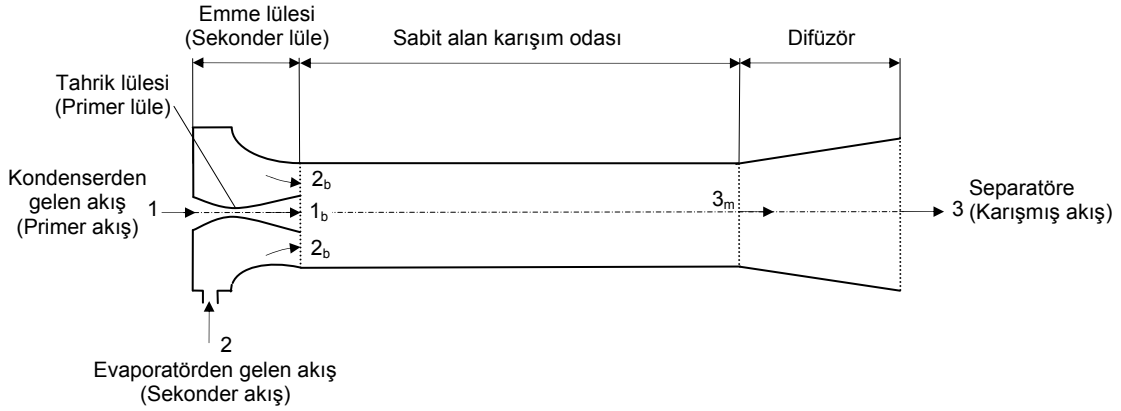 Emme lülesi
(Sekonder lüle)
Sabit alan karışım odası
Difüzör
Tahrik lülesi
(Primer lüle)
Kondenserden
gelen akış
(Primer akış)
1
2b
1b
2b
3m
3
Separatöre
(Karışmış akış)
2
Evaporatörden gelen akış
(Sekonder akış)